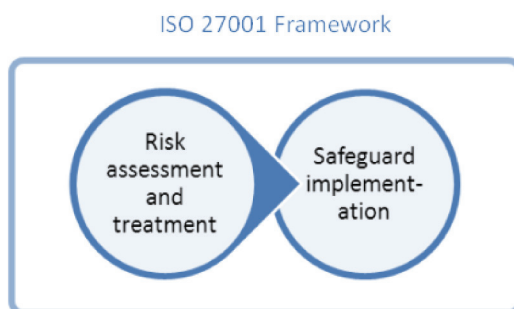 ISO 27001 Framework
Risk
assessment
and
treatment
Safeguard
implement-
ation